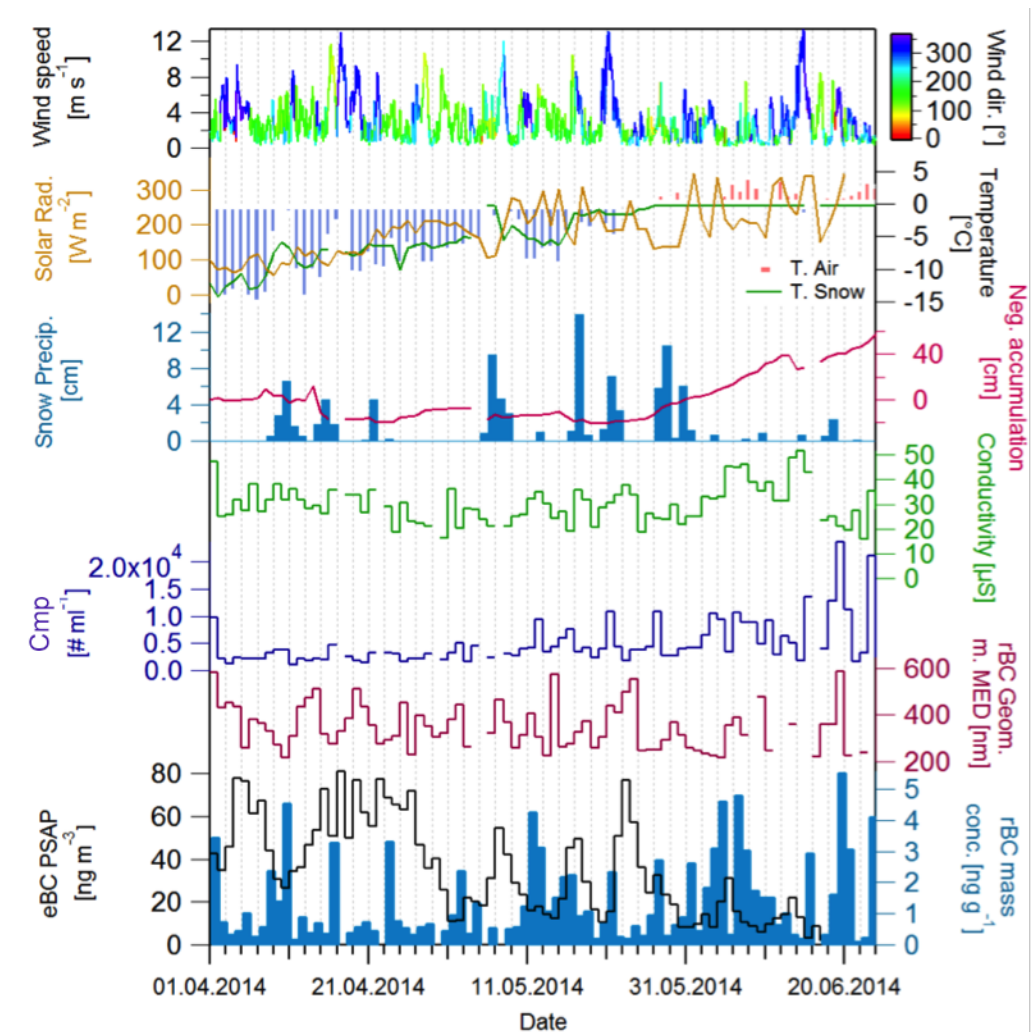 Wind speed
[m s⁻¹]
12
8
4
0
300
200
100
0
Wind dir. [°]
Solar Rad.
[W m⁻²]
300
200
100
0
5
0
-5
-10
-15
Temperature
[°C]
T. Air
T. Snow
Snow Precip.
[cm]
12
8
4
0
40
0
Neg. accumulation
[cm]
50
40
30
20
10
0
Conductivity [µS]
Cmp
[# ml⁻¹]
2.0x10⁴
1.5
1.0
0.5
0.0
600
400
200
rBC Geom.
m. MED [nm]
eBC PSAP
[ng m⁻³]
80
60
40
20
0
5
4
3
2
1
0
rBC mass
conc. [ng g⁻¹]
01.04.2014 21.04.2014 11.05.2014 31.05.2014 20.06.2014
Date